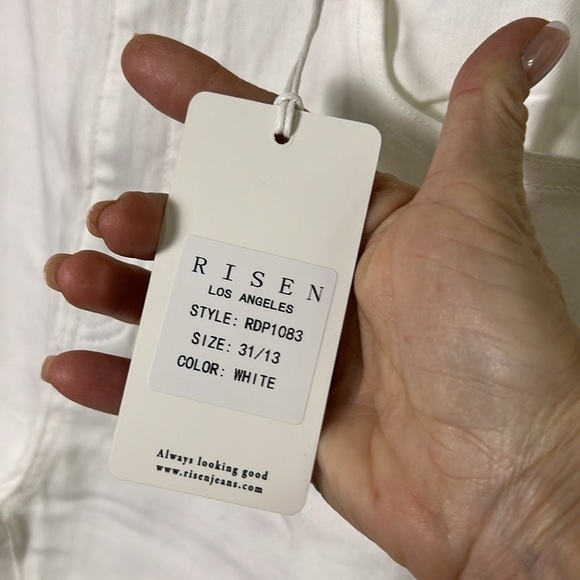 RISEN
LOS ANGELES
STYLE: RDP1083
SIZE: 31/13
COLOR: WHITE
Always looking good
www.risenjeans.com